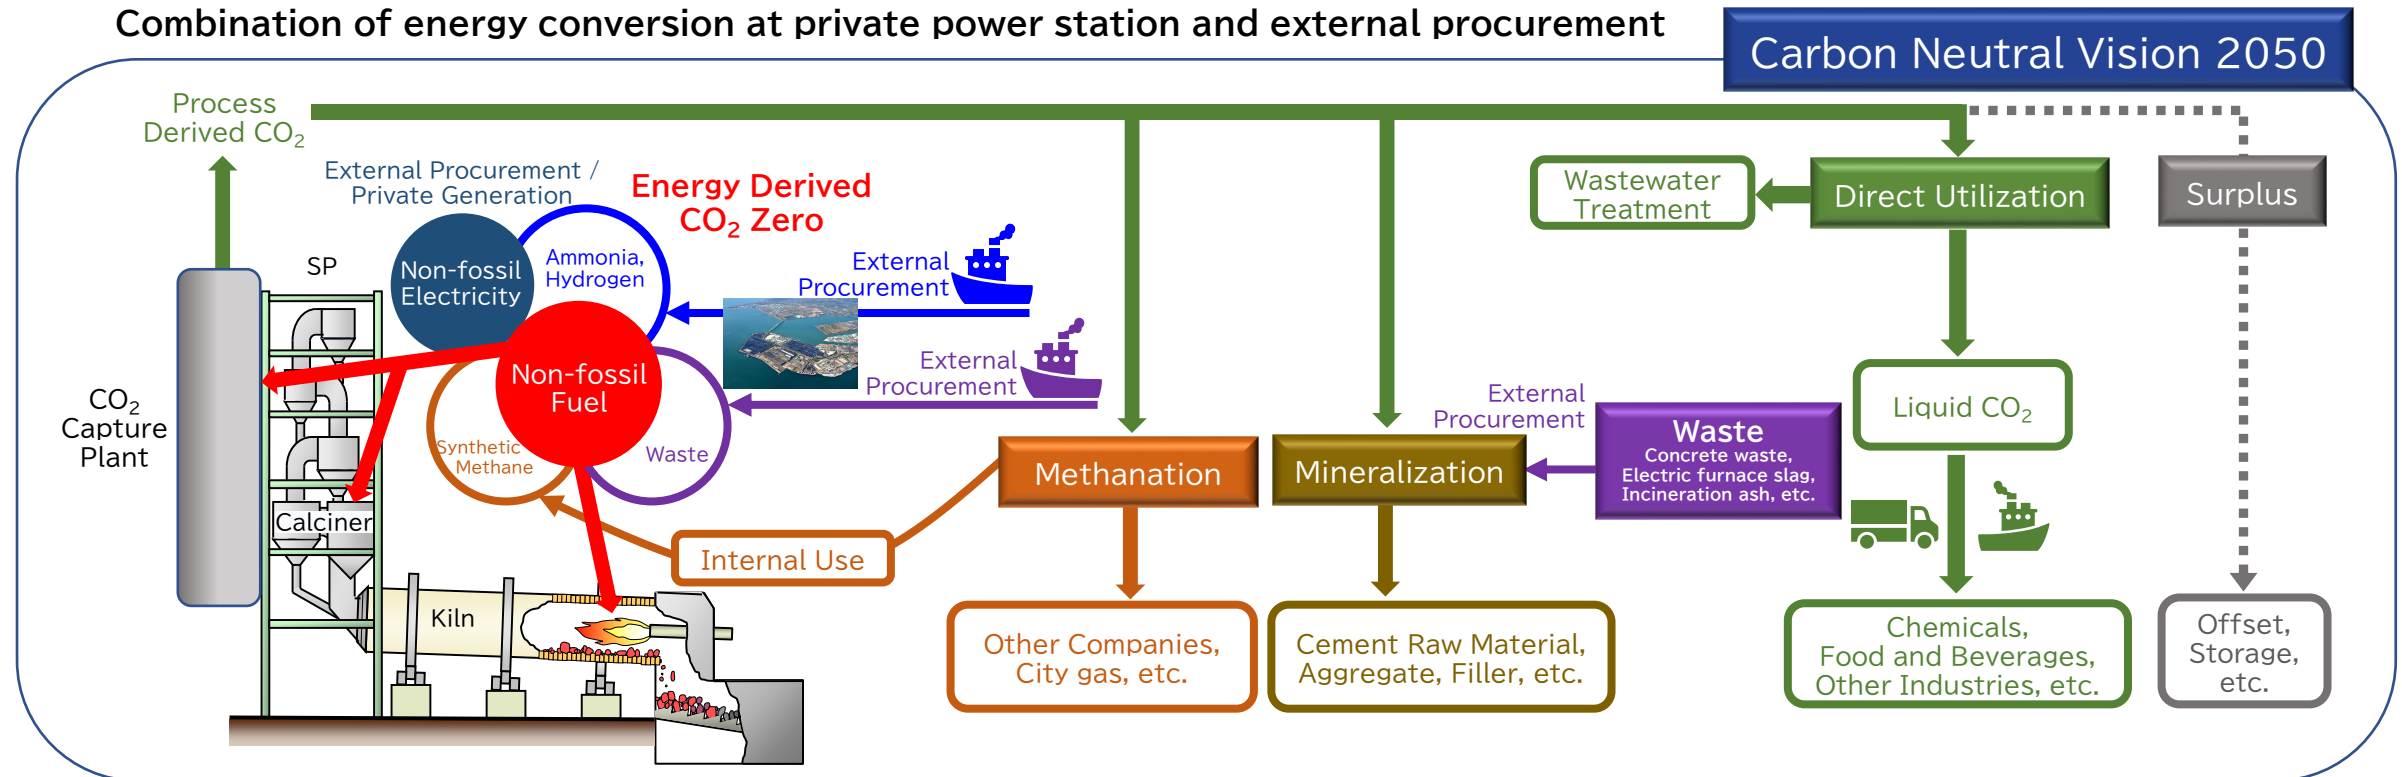 Combination of energy conversion at private power station and external procurement
Carbon Neutral Vision 2050
Process
Derived CO₂
External Procurement /
Private Generation
Energy Derived
CO₂ Zero
SP
Non-fossil
Electricity
Ammonia,
Hydrogen
External
Procurement
External
Procurement
Non-fossil
Fuel
Synthetic
Methane
Waste
CO₂
Capture
Plant
Calciner
Kiln
Internal Use
Methanation
Other Companies,
City gas, etc.
Mineralization
Cement Raw Material,
Aggregate, Filler, etc.
External
Procurement
Waste
Concrete waste,
Electric furnace slag,
Incineration ash, etc.
Wastewater
Treatment
Direct Utilization
Liquid CO₂
Chemicals,
Food and Beverages,
Other Industries, etc.
Surplus
Offset,
Storage,
etc.